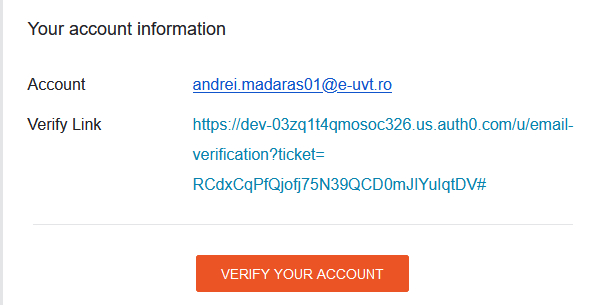 Your account information
Account andrei.madaras01@e-uvt.ro
Verify Link https://dev-03zq1t4qmosoc326.us.auth0.com/u/email-
verification?ticket=
RCdxCqPfQjofj75N39QCD0mJlYulqtDV#
VERIFY YOUR ACCOUNT